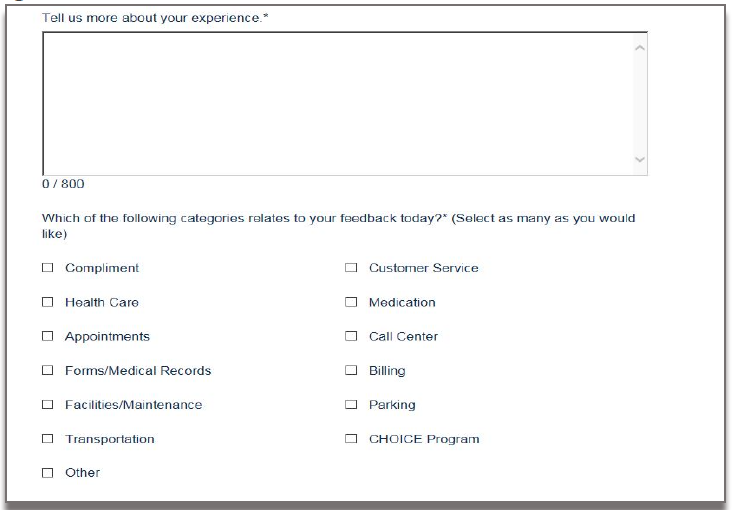 Tell us more about your experience.*
0 / 800
Which of the following categories relates to your feedback today?* (Select as many as you would
like)
Compliment
Customer Service
Health Care
Medication
Appointments
Call Center
Forms/Medical Records
Billing
Facilities/Maintenance
Parking
Transportation
CHOICE Program
Other